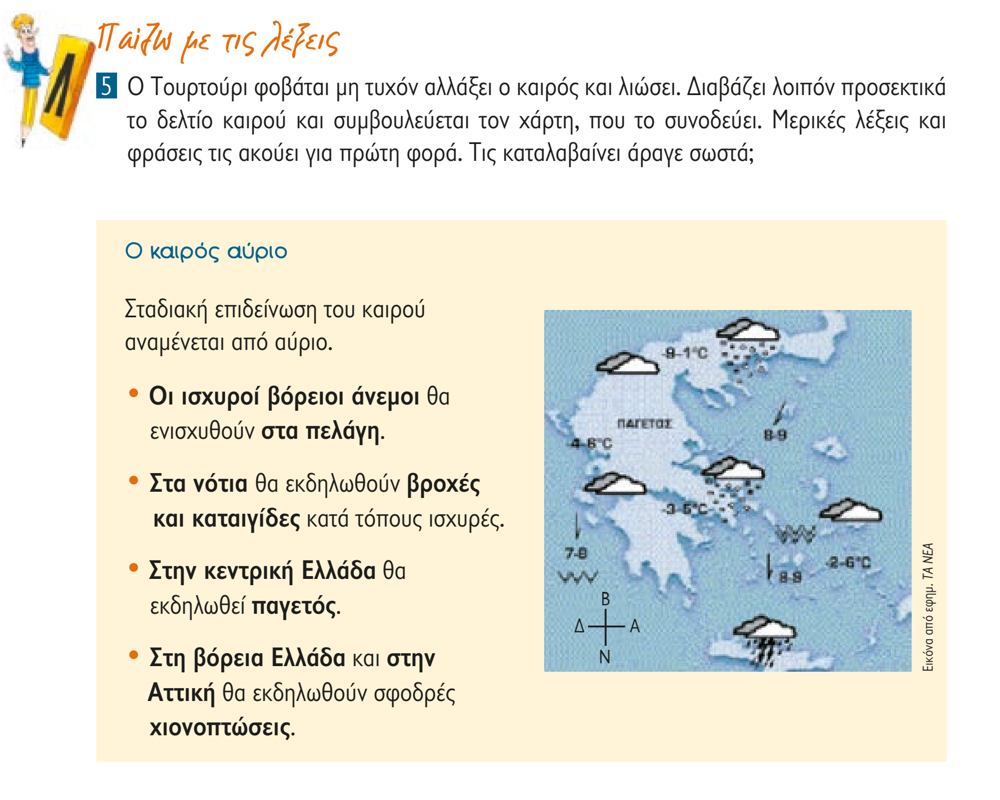 Παίζω με τις λέξεις
5 Ο Τουρτούρι φοβάται μη τυχόν αλλάξει ο καιρός και λιώσει. Διαβάζει λοιπόν προσεκτικά
το δελτίο καιρού και συμβουλεύεται τον χάρτη, που το συνοδεύει. Μερικές λέξεις και
φράσεις τις ακούει για πρώτη φορά. Τις καταλαβαίνει άραγε σωστά;
Λ
Ο καιρός αύριο
Σταδιακή επιδείνωση του καιρού
αναμένεται από αύριο.
• Οι ισχυροί βόρειοι άνεμοι θα
ενισχυθούν στα πελάγη.
• Στα νότια θα εκδηλωθούν βροχές
και καταιγίδες κατά τόπους ισχυρές.
• Στην κεντρική Ελλάδα θα
εκδηλωθεί παγετός.
• Στη βόρεια Ελλάδα και στην
Αττική θα εκδηλωθούν σφοδρές
χιονοπτώσεις.
-9-1°C
ΠΑΓΕΤΟΣ
8-9
-4-6°C
-3-5°C
7-8
-2-6°C
8-9
Β
Δ Α
Ν
Εικόνα από εφημ. ΤΑ ΝΕΑ